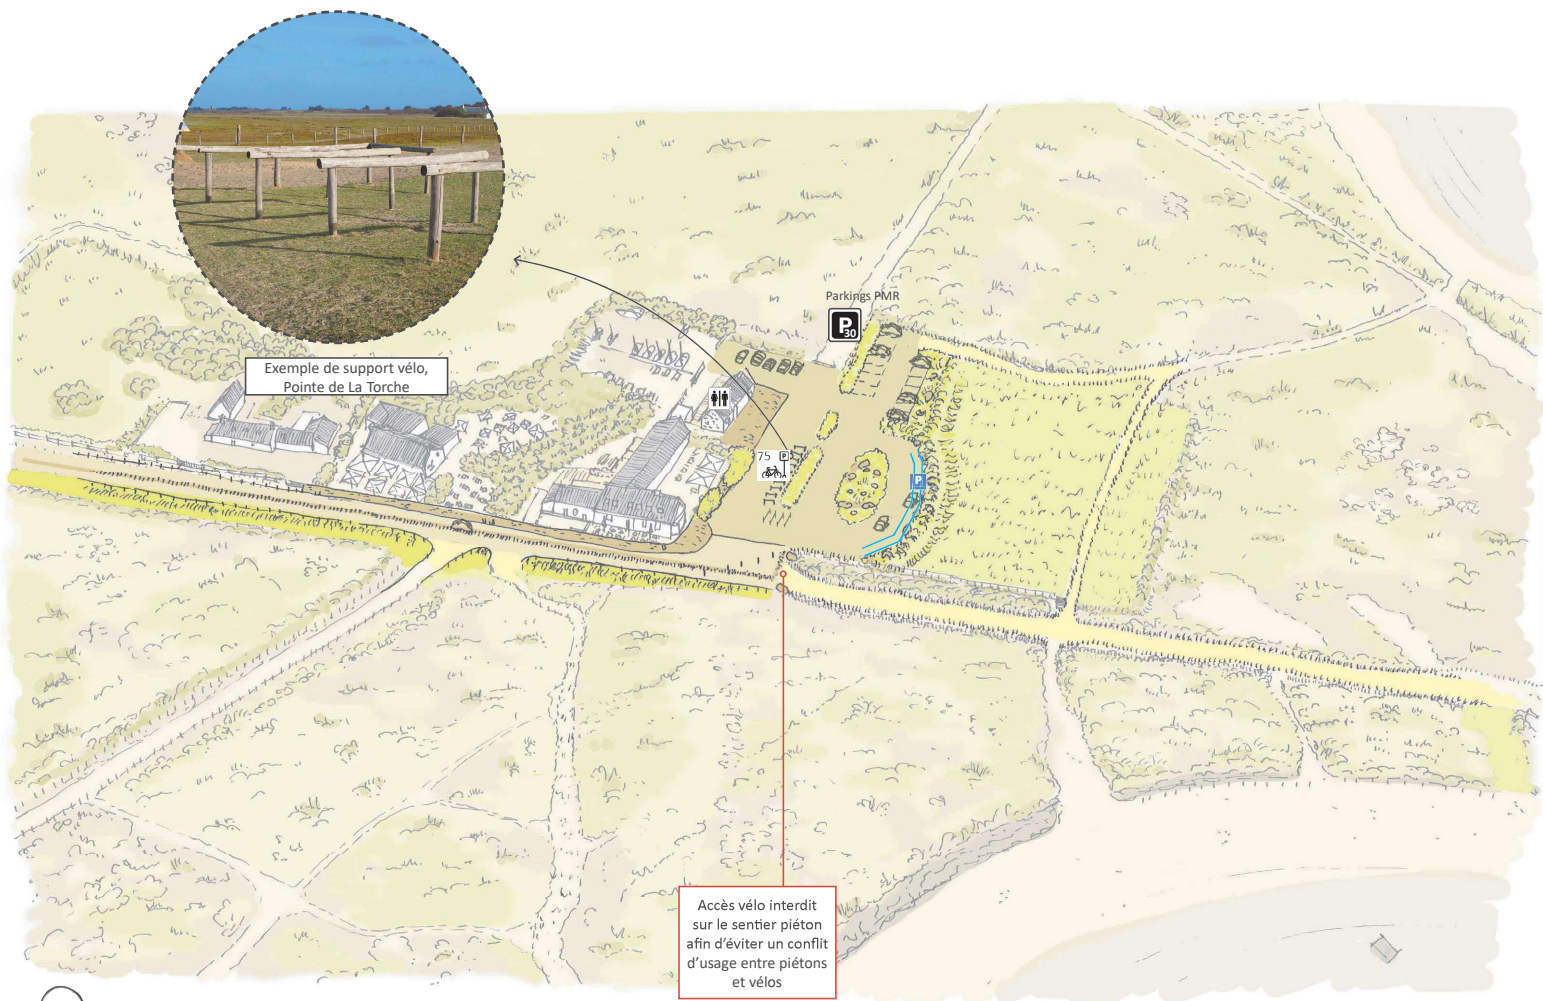 Exemple de support vélo,
Pointe de La Torche
Parkings PMR
P30
75
P
P
Accès vélo interdit
sur le sentier piéton
afin d'éviter un conflit
d'usage entre piétons
et vélos